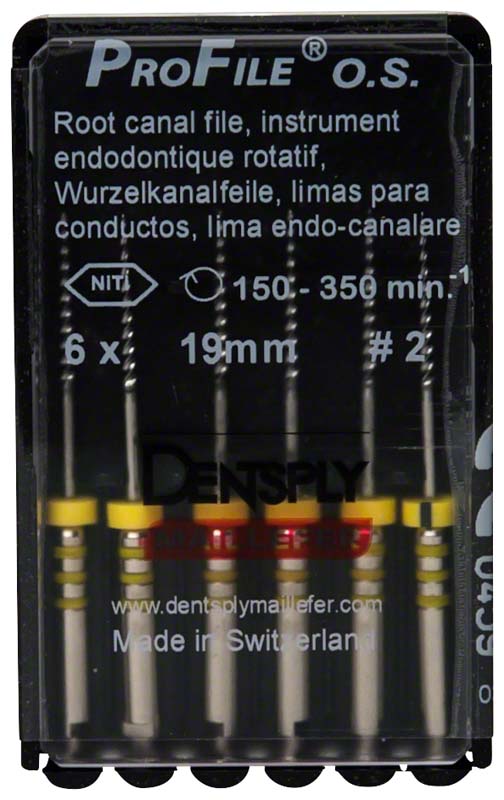 PROFILE® O.S.
Root canal file, instrument
endodontique rotatif,
Wurzelkanalfeile, limas para
conductos, lima endo-canalare
NiTi 150 - 350 min.-1
6 x 19mm # 2
DENTSPLY
MAILLEFER
www.dentsplymaillefer.com
Made in Switzerland